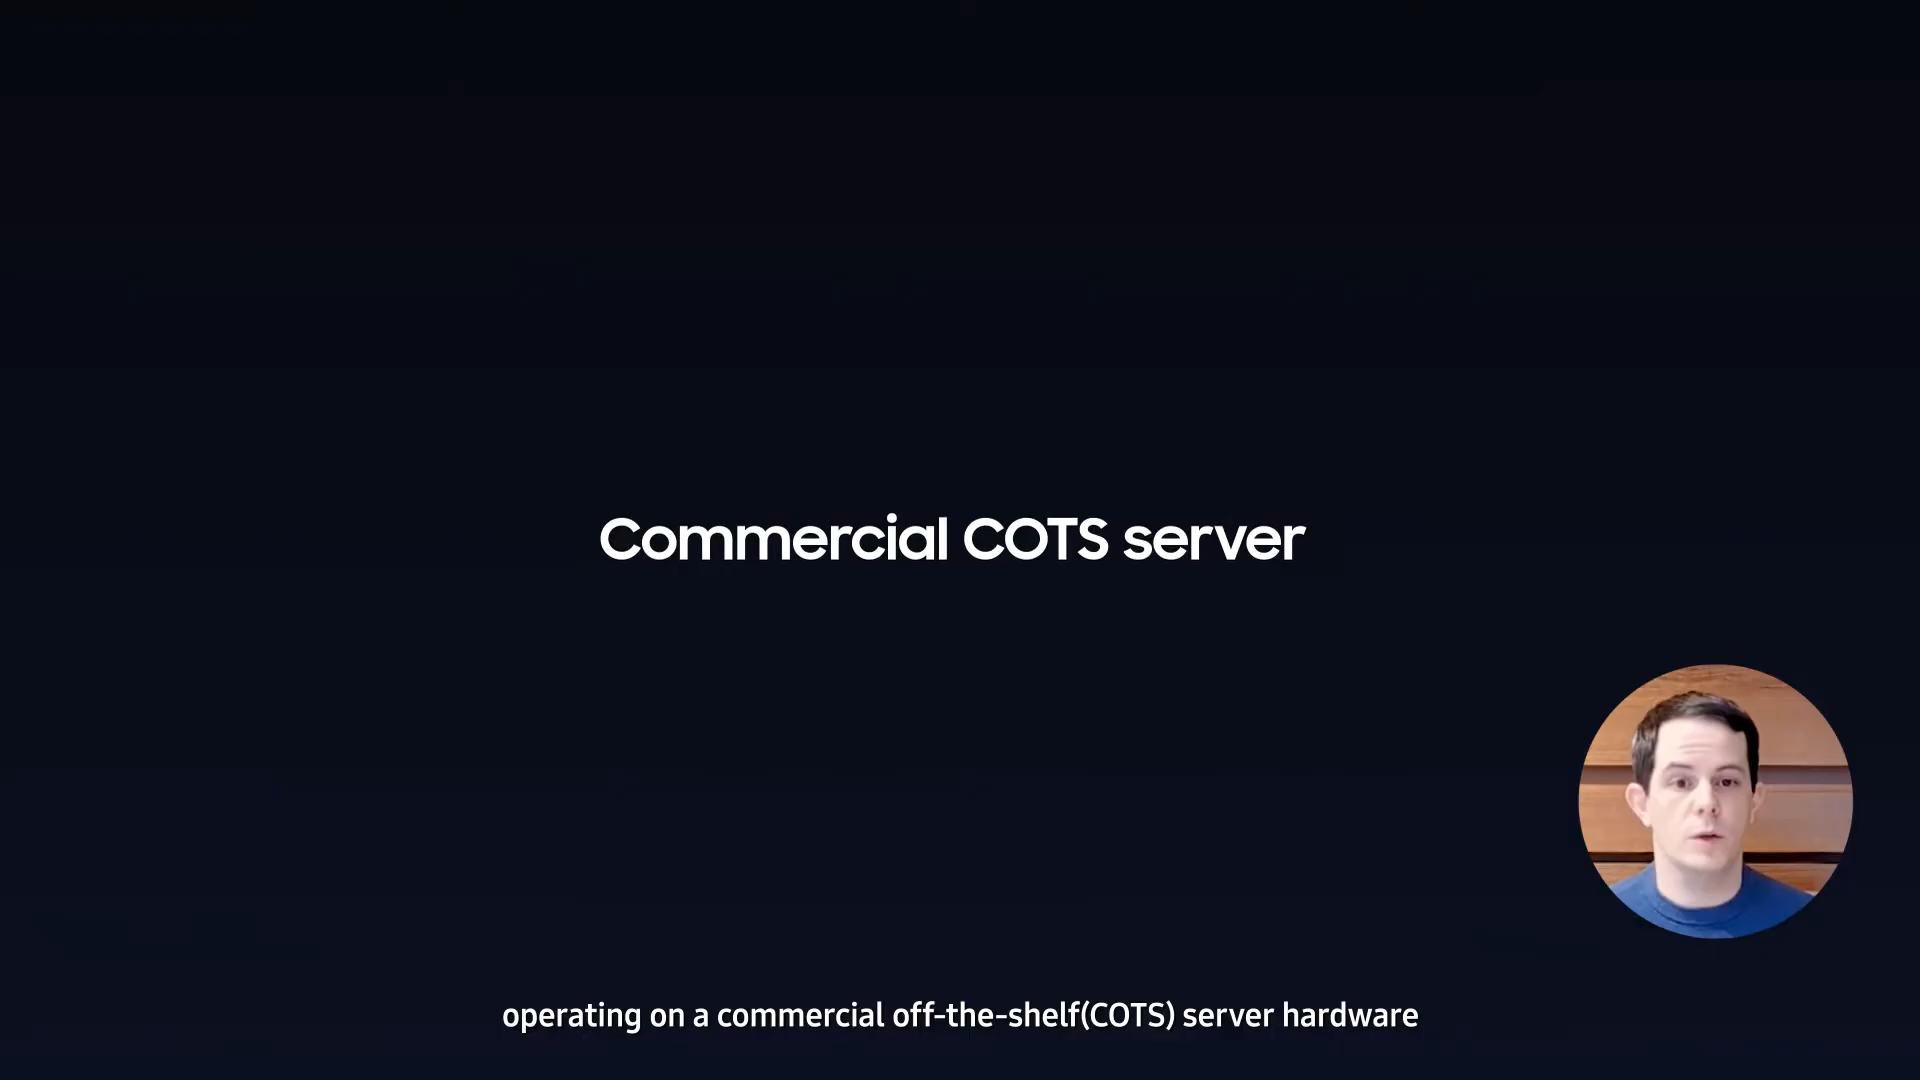 Commercial COTS server
operating on a commercial off-the-shelf(COTS) server hardware